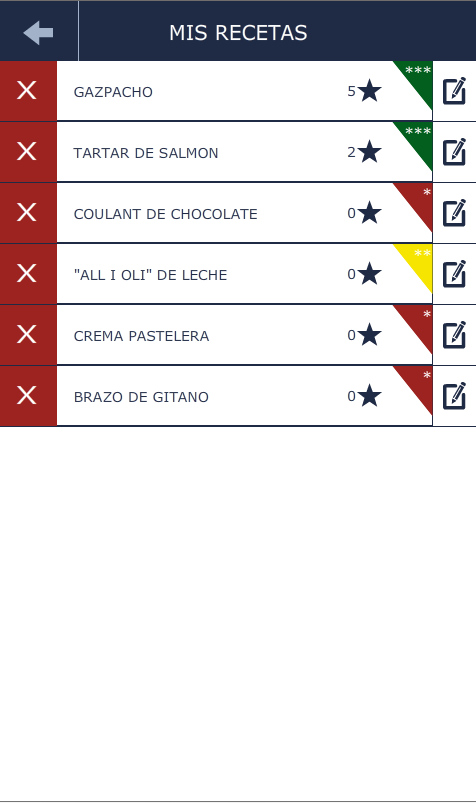 MIS RECETAS
X GAZPACHO 5 ***
X TARTAR DE SALMON 2 ***
X COULANT DE CHOCOLATE 0 *
X "ALL I OLI" DE LECHE 0 **
X CREMA PASTELERA 0 *
X BRAZO DE GITANO 0 *